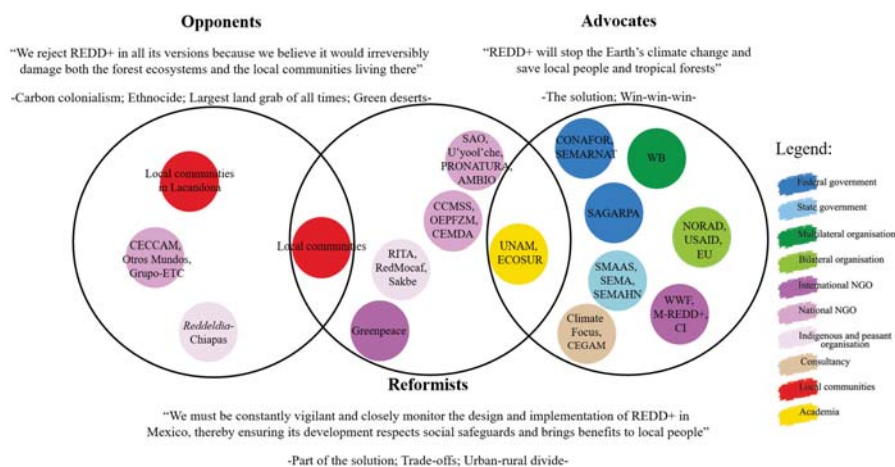 Opponents
“We reject REDD+ in all its versions because we believe it would irreversibly
damage both the forest ecosystems and the local communities living there”
-Carbon colonialism; Ethnocide; Largest land grab of all times; Green deserts-
Advocates
“REDD+ will stop the Earth’s climate change and
save local people and tropical forests”
-The solution; Win-win-win-
Local communities
in Lacandona
CECCAM,
Otros Mundos,
Grupo-ETC
Reddeldia-
Chiapas
Local communities
SAO,
U’yool’che,
PRONATURA,
AMBIO
CCMSS,
OEPFZM,
CEMDA
RITA,
RedMocaf,
Sakbe
Greenpeace
UNAM,
ECOSUR
CONAFOR,
SEMARNAT
WB
SAGARPA
NORAD,
USAID,
EU
SMAAS,
SEMA,
SEMAHN
WWF,
M-REDD+,
CI
Climate
Focus,
CEGAM
Legend:
Federal government
State government
Multilateral organisation
Bilateral organisation
International NGO
National NGO
Indigenous and peasant
organisation
Consultancy
Local communities
Academia
Reformists
“We must be constantly vigilant and closely monitor the design and implementation of REDD+ in
Mexico, thereby ensuring its development respects social safeguards and brings benefits to local people”
-Part of the solution; Trade-offs; Urban-rural divide-